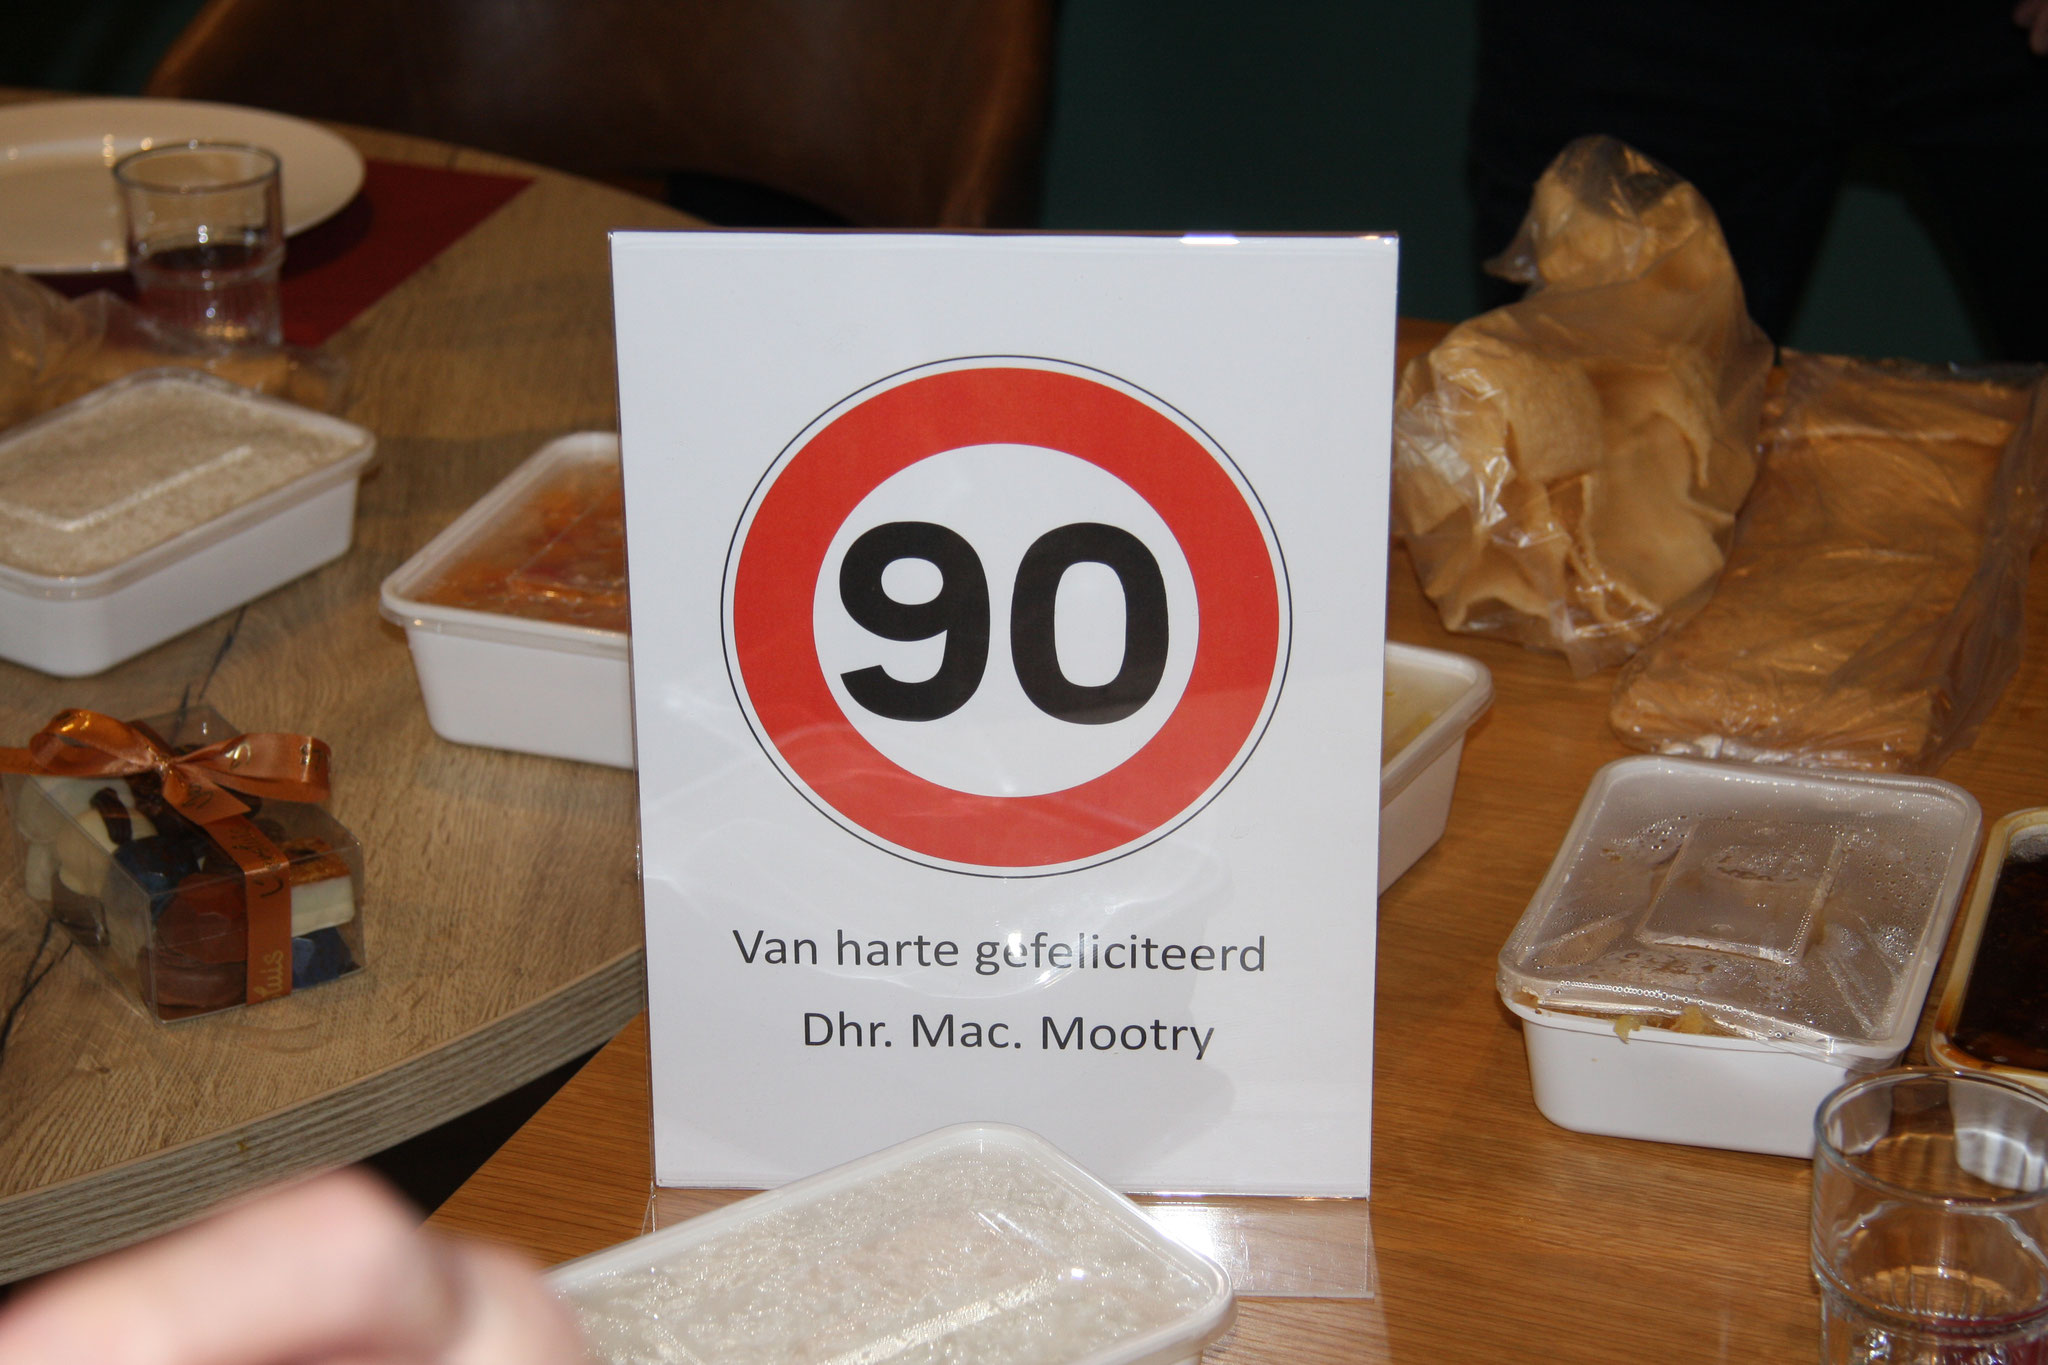 90
Van harte gefeliciteerd
Dhr. Mac. Mootry